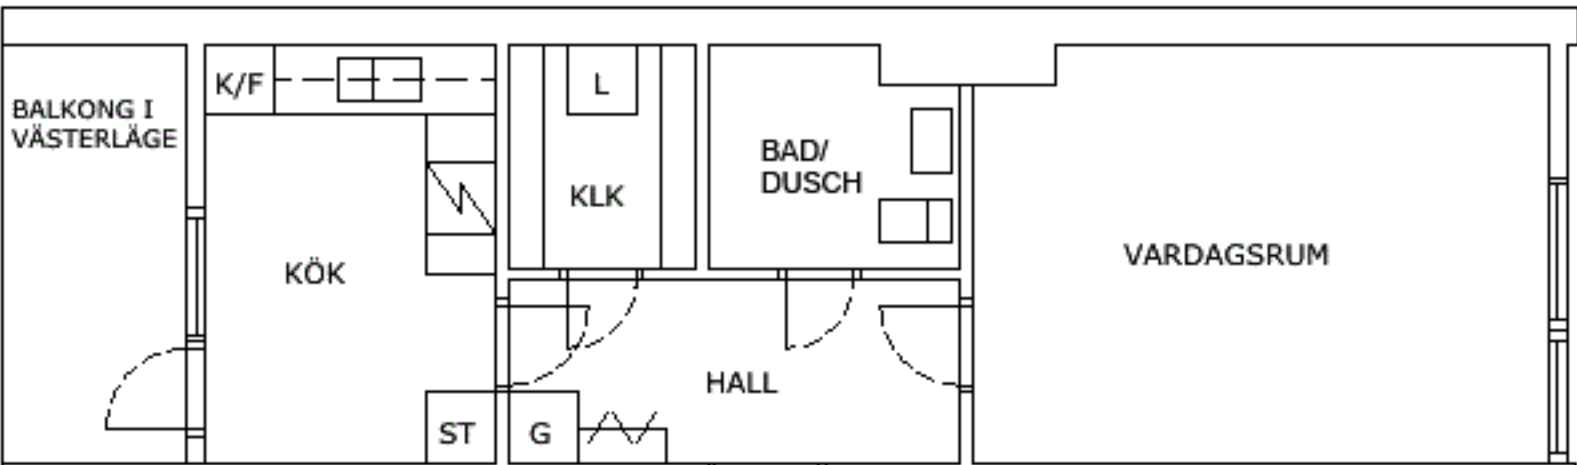 K/F
L
BALKONG I
VÄSTERLÄGE
BAD/
DUSCH
KLK
VARDAGSRUM
KÖK
HALL
ST
G